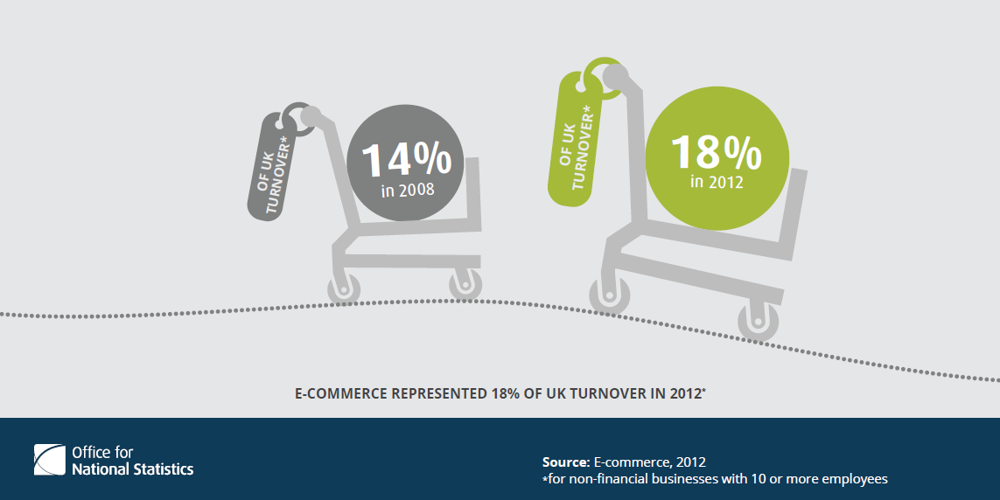 OF UK
TURNOVER*
14%
in 2008
OF UK
TURNOVER*
18%
in 2012
E-COMMERCE REPRESENTED 18% OF UK TURNOVER IN 2012*
Office for
National Statistics
Source: E-commerce, 2012
*for non-financial businesses with 10 or more employees